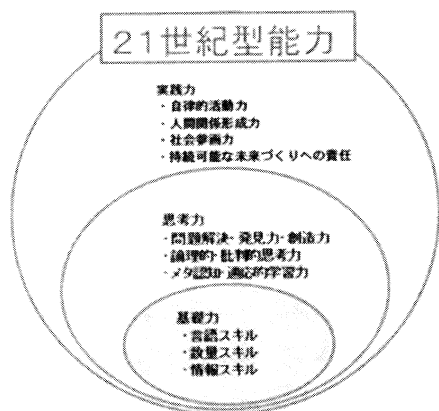 21世紀型能力
実践力
・自律的活動力
・人間関係形成力
・社会参画力
・持続可能な未来づくりへの責任
思考力
・問題解決・発見力・創造力
・論理的・批判的思考力
・メタ認知・適応的学習力
基礎力
・言語スキル
・数量スキル
・情報スキル